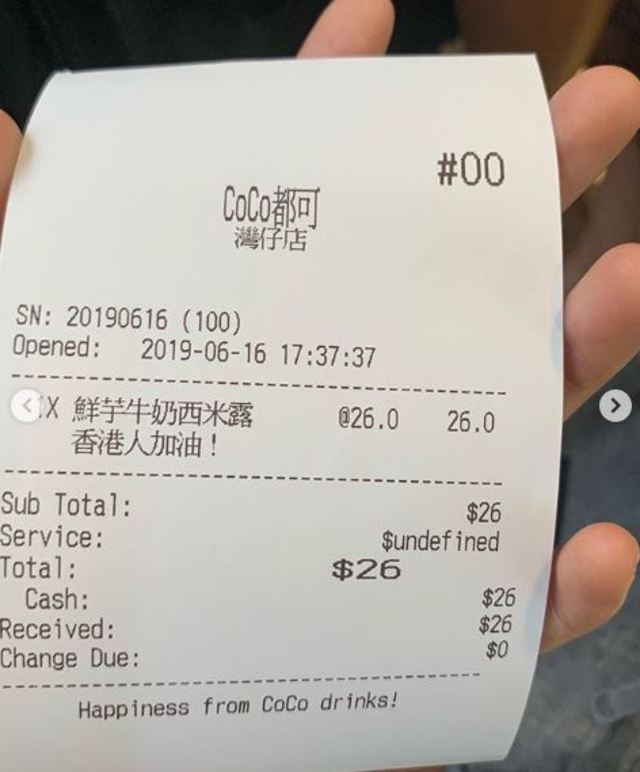 #00
CoCo都可
灣仔店
SN: 20190616 (100)
Opened: 2019-06-16 17:37:37
X 鮮芋牛奶西米露 @26.0 26.0
香港人加油！
Sub Total: $26
Service: $undefined
Total: $26
Cash: $26
Received: $26
Change Due: $0
Happiness from CoCo drinks!